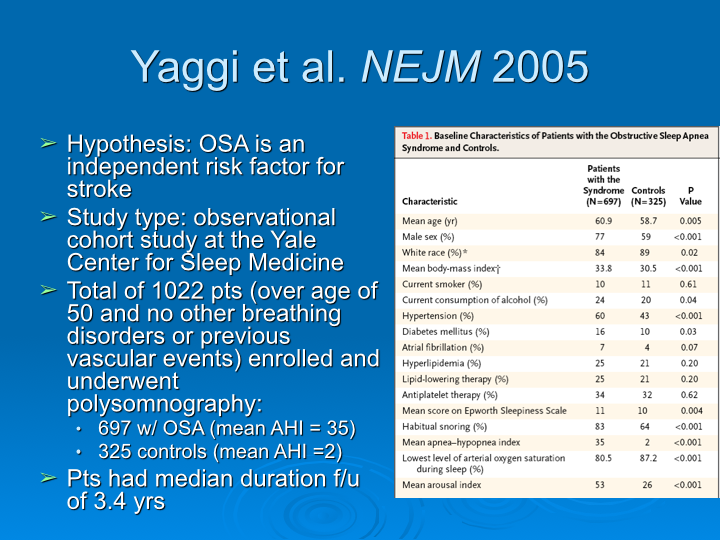 Yaggi et al. NEJM 2005
➢ Hypothesis: OSA is an
independent risk factor for
stroke
➢ Study type: observational
cohort study at the Yale
Center for Sleep Medicine
➢ Total of 1022 pts (over age of
50 and no other breathing
disorders or previous
vascular events) enrolled and
underwent
polysomnography:
• 697 w/ OSA (mean AHI = 35)
• 325 controls (mean AHI =2)
➢ Pts had median duration f/u
of 3.4 yrs
Table 1. Baseline Characteristics of Patients with the Obstructive Sleep Apnea
Syndrome and Controls.
Patients
with the
Syndrome Controls P
Characteristic (N=697) (N=325) Value
Mean age (yr) 60.9 58.7 0.005
Male sex (%) 77 59 <0.001
White race (%)* 84 89 0.02
Mean body-mass index† 33.8 30.5 <0.001
Current smoker (%) 10 11 0.61
Current consumption of alcohol (%) 24 20 0.04
Hypertension (%) 60 43 <0.001
Diabetes mellitus (%) 16 10 0.03
Atrial fibrillation (%) 7 4 0.07
Hyperlipidemia (%) 25 21 0.20
Lipid-lowering therapy (%) 25 21 0.20
Antiplatelet therapy (%) 34 32 0.62
Mean score on Epworth Sleepiness Scale 11 10 0.004
Habitual snoring (%) 83 64 <0.001
Mean apnea–hypopnea index 35 2 <0.001
Lowest level of arterial oxygen saturation 80.5 87.2 <0.001
during sleep (%)
Mean arousal index 53 26 <0.001